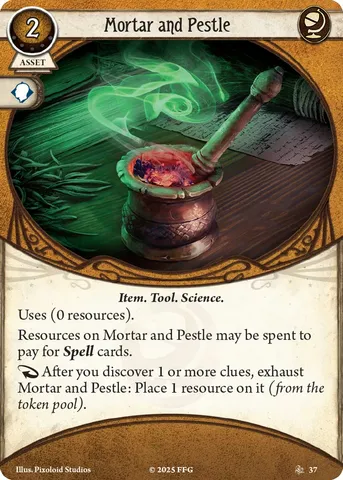 Mortar and Pestle
2
ASSET
Item. Tool. Science.
Uses (0 resources).
Resources on Mortar and Pestle may be spent to
pay for Spell cards.
After you discover 1 or more clues, exhaust
Mortar and Pestle: Place 1 resource on it (from the
token pool).
Illus. Pixoloid Studios
© 2025 FFG
37